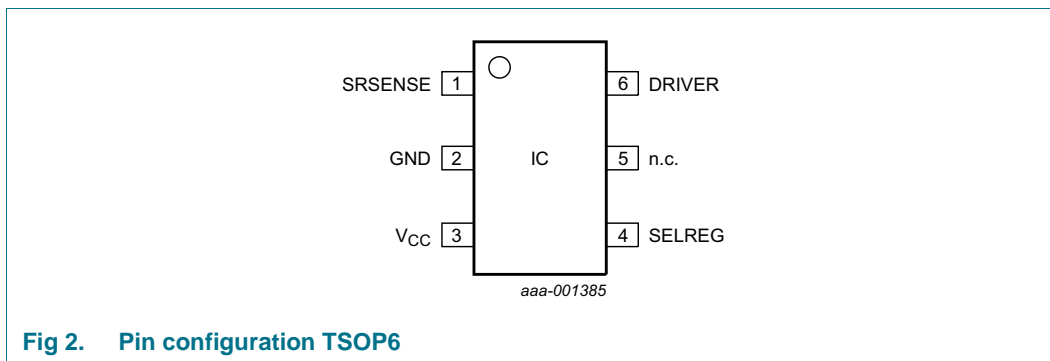 SRSENSE 1 6 DRIVER
GND 2 IC 5 n.c.
VCC 3 4 SELREG
aaa-001385
Fig 2. Pin configuration TSOP6